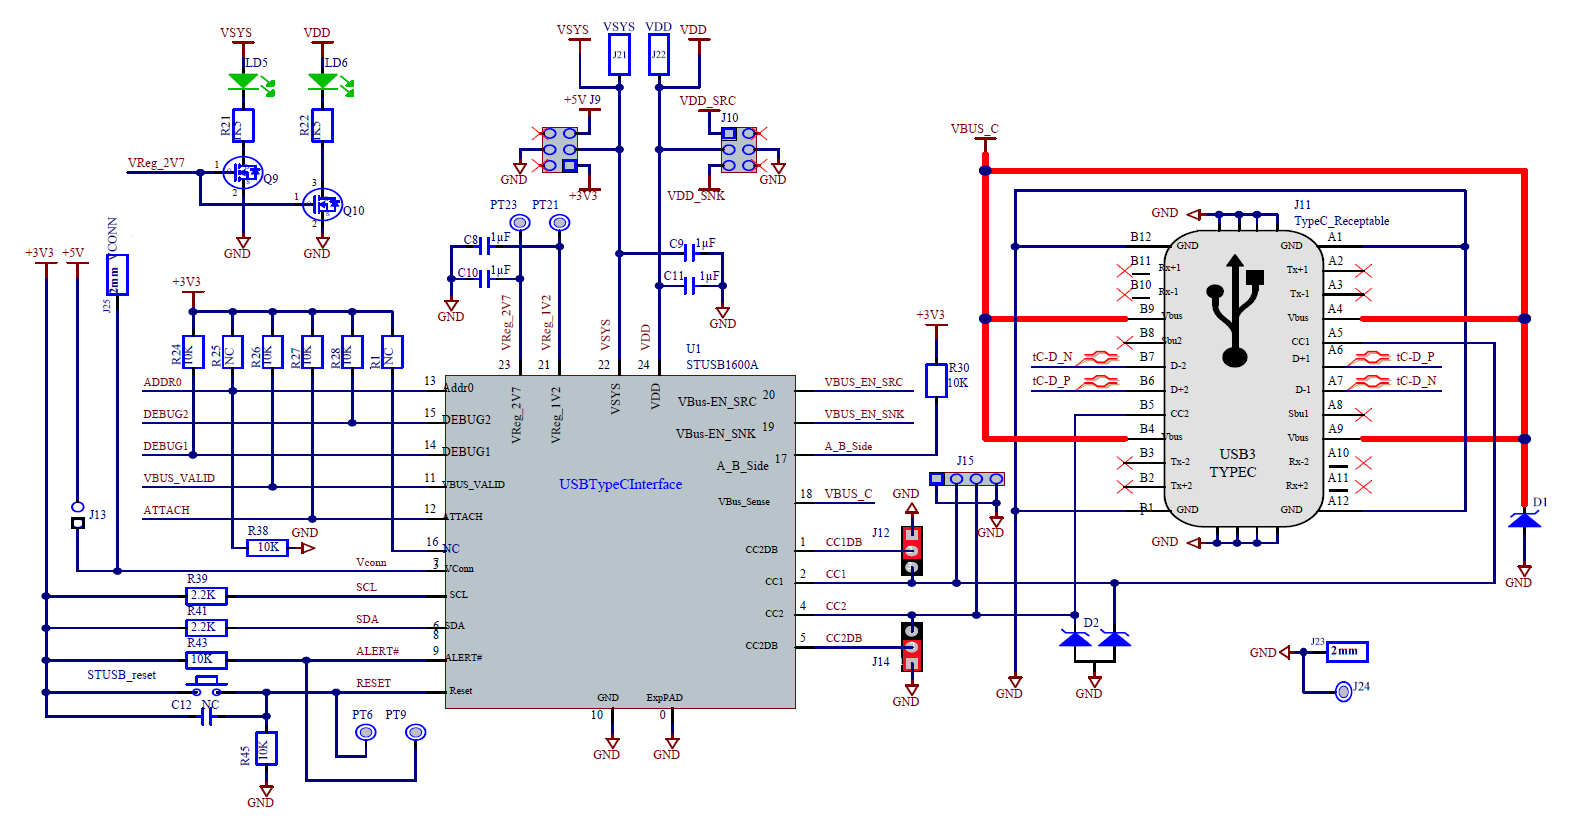 VSYS VDD
LD5 LD6
R21 1K5 R22 1K5
VReg_2V7 1 Q9 2
3 1 Q10 2
GND GND
VSYS VSYS VDD VDD
J21 J22
+5V J9
VDD_SRC
J10
GND
+3V3
VDD_SNK
GND
PT23 PT21
C8 1µF
C10 1µF
GND
C9 1µF
C11 1µF
GND
VReg_2V7 VReg_1V2 VSYS VDD
23 21 22 24
U1
STUSB1600A
+3V3 +5V
VCONN
2mm
J25
+3V3
R24 10K R25 NC R26 10K R27 10K R28 10K R1 NC
ADDR0 13 Addr0
DEBUG2 15 DEBUG2
DEBUG1 14 DEBUG1
VBUS_VALID 11 VBUS_VALID
ATTACH 12 ATTACH
J13
R38 10K GND
16 NC
Vconn VConn
R39 2.2K SCL SCL
R41 2.2K SDA 6 8 SDA
R43 10K ALERT# 9 ALERT#
STUSB_reset RESET Reset
C12 NC
PT6 PT9
R45 10K
GND
VReg_2V7 VReg_1V2 VSYS VDD
USBTypeCInterface
VBus-EN_SRC 20 VBUS_EN_SRC
VBus-EN_SNK 19 VBUS_EN_SNK
A_B_Side 17 A_B_Side
VBus_Sense 18 VBUS_C
CC2DB 1 CC1DB
CC1 2 CC1
CC2 4 CC2
CC2DB 5 CC2DB
GND ExpPAD
10 0
GND GND
+3V3
R30
10K
J15
GND
GND
J12
J14
GND
VBUS_C
J11
TypeC_Receptable
GND
B12 GND GND A1
B11 Rx+1 Tx+1 A2
B10 Rx-1 Tx-1 A3
B9 Vbus Vbus A4
B8 Sbu2 CC1 A5
tC-D_N B7 D-2 D+1 A6 tC-D_P
tC-D_P B6 D+2 D-1 A7 tC-D_N
B5 CC2 Sbu1 A8
B4 Vbus Vbus A9
B3 Tx-2 Rx-2 A10
B2 Tx+2 Rx+2 A11
B1 GND GND A12
USB3
TYPEC
GND
D1
GND
D2
GND GND
GND J23 2mm
J24